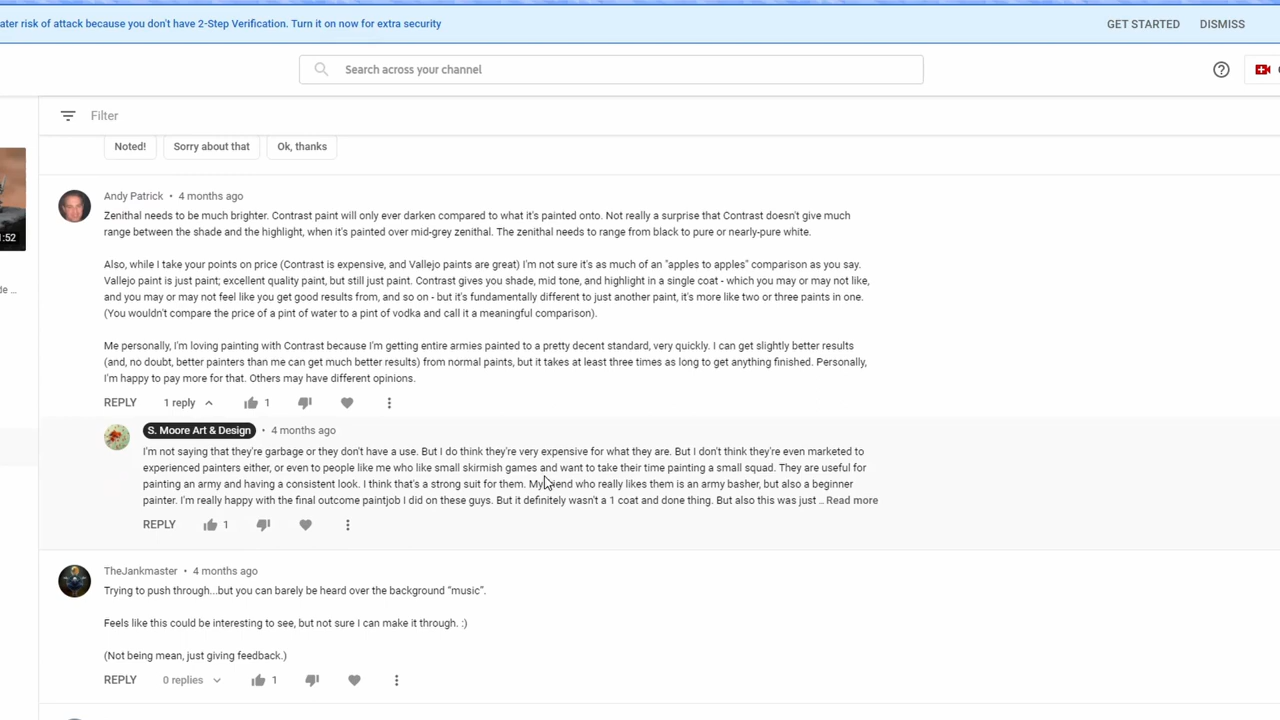 ater risk of attack because you don't have 2-Step Verification. Turn it on now for extra security
GET STARTED
DISMISS
Search across your channel
Filter
Noted!
Sorry about that
Ok, thanks
1:52
Andy Patrick • 4 months ago
Zenithal needs to be much brighter. Contrast paint will only ever darken compared to what it's painted onto. Not really a surprise that Contrast doesn't give much
range between the shade and the highlight, when it's painted over mid-grey zenithal. The zenithal needs to range from black to pure or nearly-pure white.
Also, while I take your points on price (Contrast is expensive, and Vallejo paints are great) I'm not sure it's as much of an "apples to apples" comparison as you say.
Vallejo paint is just paint; excellent quality paint, but still just paint. Contrast gives you shade, mid tone, and highlight in a single coat - which you may or may not like,
and you may or may not feel like you get good results from, and so on - but it's fundamentally different to just another paint, it's more like two or three paints in one.
(You wouldn't compare the price of a pint of water to a pint of vodka and call it a meaningful comparison).
Me personally, I'm loving painting with Contrast because I'm getting entire armies painted to a pretty decent standard, very quickly. I can get slightly better results
(and, no doubt, better painters than me can get much better results) from normal paints, but it takes at least three times as long to get anything finished. Personally,
I'm happy to pay more for that. Others may have different opinions.
REPLY 1 reply 1
S. Moore Art & Design • 4 months ago
I'm not saying that they're garbage or they don't have a use. But I do think they're very expensive for what they are. But I don't think they're even marketed to
experienced painters either, or even to people like me who like small skirmish games and want to take their time painting a small squad. They are useful for
painting an army and having a consistent look. I think that's a strong suit for them. My friend who really likes them is an army basher, but also a beginner
painter. I'm really happy with the final outcome paintjob I did on these guys. But it definitely wasn't a 1 coat and done thing. But also this was just ... Read more
REPLY 1
TheJankmaster • 4 months ago
Trying to push through...but you can barely be heard over the background “music”.
Feels like this could be interesting to see, but not sure I can make it through. :)
(Not being mean, just giving feedback.)
REPLY 0 replies 1